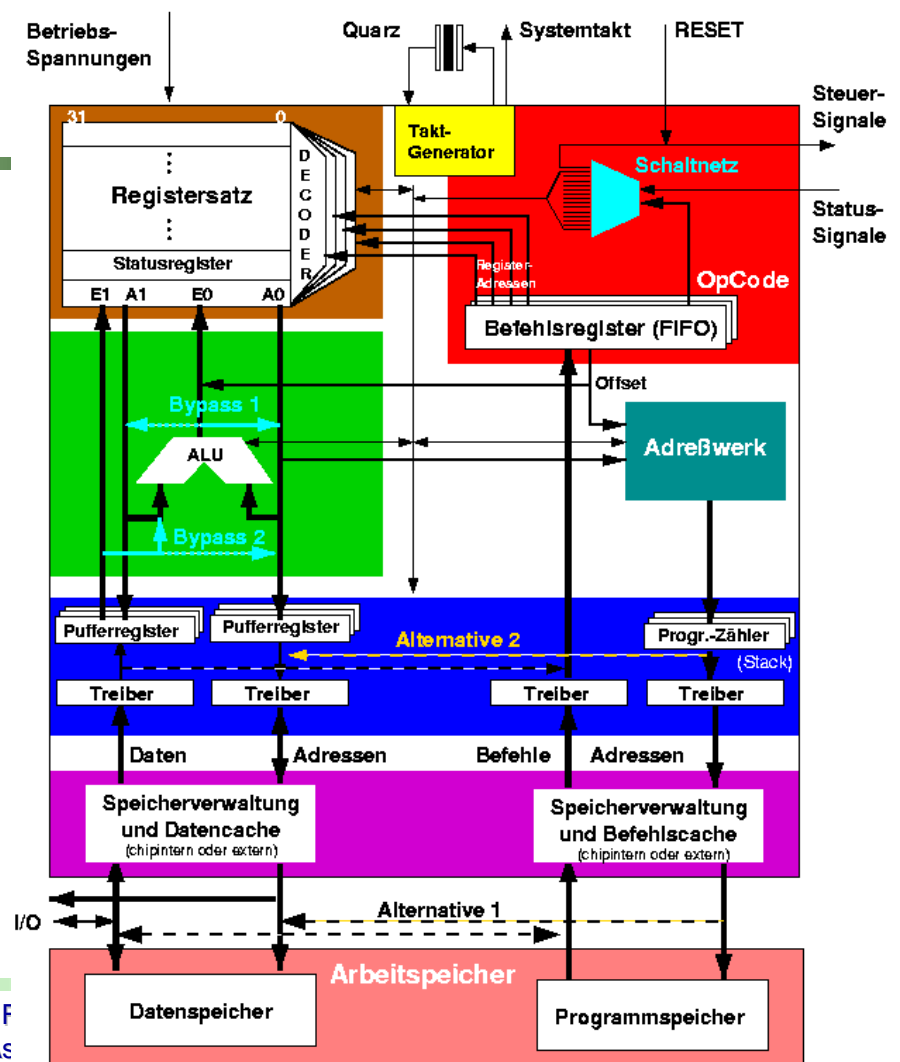 Betriebs-
Spannungen
Quarz
Systemtakt
RESET
Steuer-
Signale
31
0
Takt-
Generator
Schaltnetz
D
E
C
O
D
E
R
Registersatz
Status-
Signale
Statusregister
Register-
Adressen
OpCode
E1 A1 E0 A0
Befehlsregister (FIFO)
Offset
Bypass 1
ALU
Adreßwerk
Bypass 2
Pufferregister
Pufferregister
Alternative 2
Progr.-Zähler
(Stack)
Treiber
Treiber
Treiber
Treiber
Daten
Adressen
Befehle
Adressen
Speicherverwaltung
und Datencache
(chipintern oder extern)
Speicherverwaltung
und Befehlscache
(chipintern oder extern)
I/O
Alternative 1
Arbeitspeicher
Datenspeicher
Programmspeicher